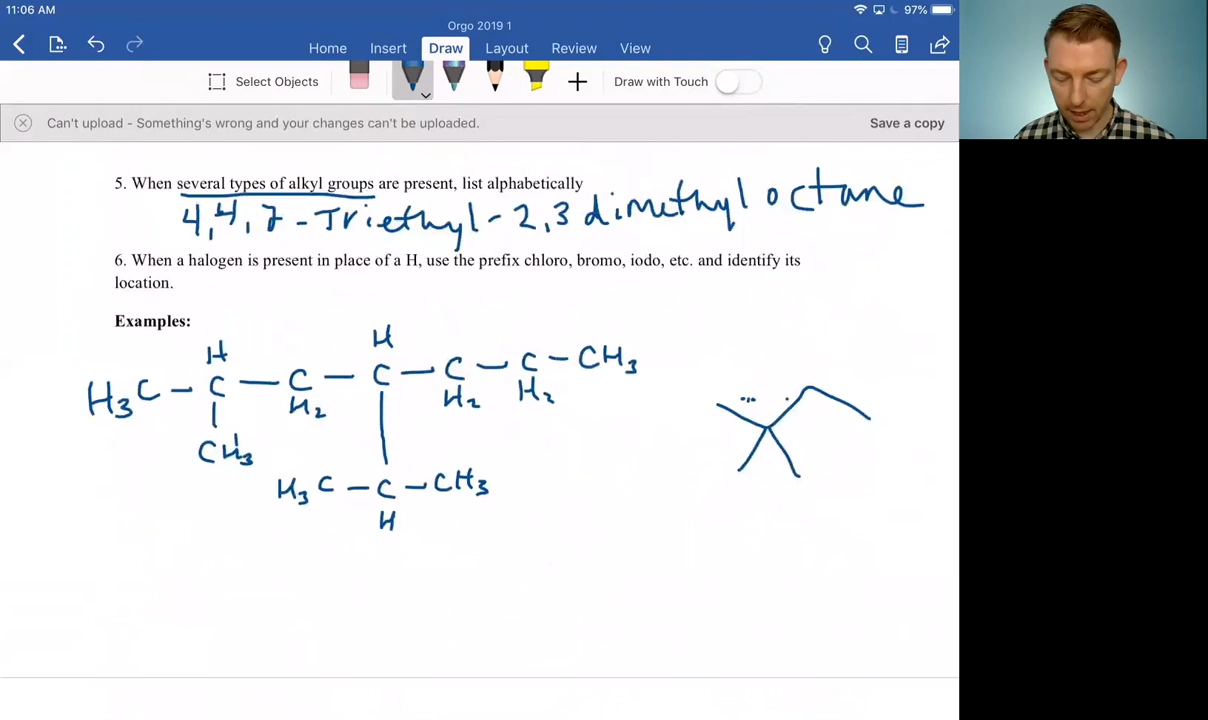 11:06 AM
97%
Orgo 2019 1
Home Insert Draw Layout Review View
Select Objects
Draw with Touch
Can't upload - Something's wrong and your changes can't be uploaded.
Save a copy
5. When several types of alkyl groups are present, list alphabetically
4,4,7-Triethyl-2,3 dimethyl octane
6. When a halogen is present in place of a H, use the prefix chloro, bromo, iodo, etc. and identify its
location.
Examples:
H H
H3C - C - C - C - C - C - CH3
H2 H2 H2
CH3
H3C - C - CH3
H